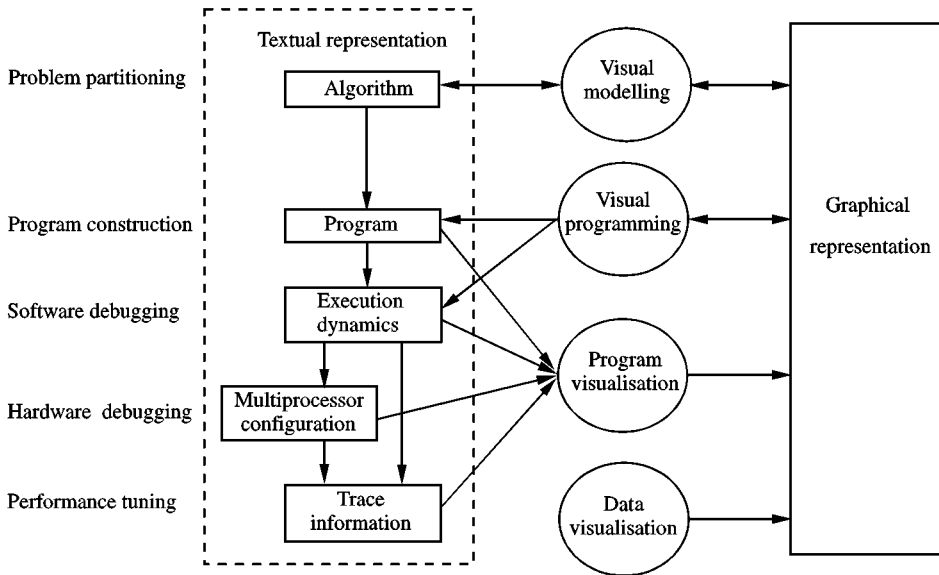 Textual representation
Problem partitioning
Algorithm
Visual
modelling
Program construction
Program
Visual
programming
Graphical
representation
Software debugging
Execution
dynamics
Program
visualisation
Hardware debugging
Multiprocessor
configuration
Performance tuning
Trace
information
Data
visualisation